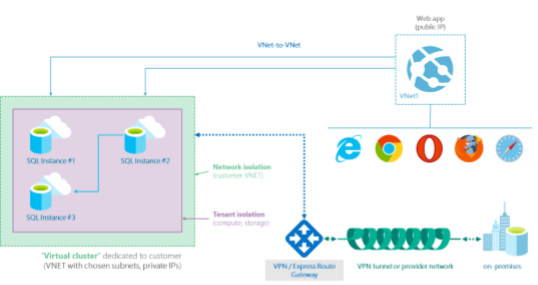 Web app
(public IP)
VNet-to-VNet
VNet1
SQL Instance #1
SQL Instance #2
SQL Instance #3
Network isolation
(customer VNET)
Tenant isolation
(compute, storage)
"Virtual cluster" dedicated to customer
(VNET with chosen subnets, private IPs)
VPN / Express Route
Gateway
VPN tunnel or provider network
on-premises